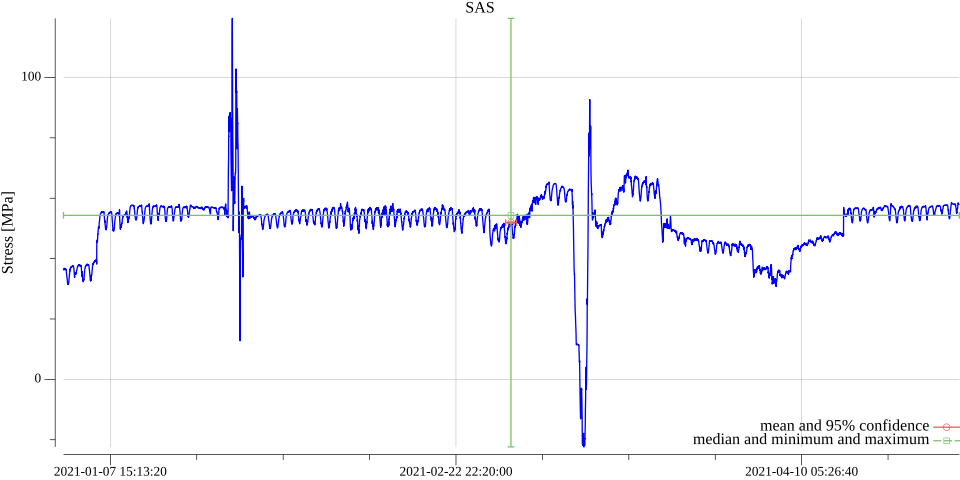 SAS
100
Stress [MPa]
0
mean and 95% confidence
median and minimum and maximum
2021-01-07 15:13:20
2021-02-22 22:20:00
2021-04-10 05:26:40